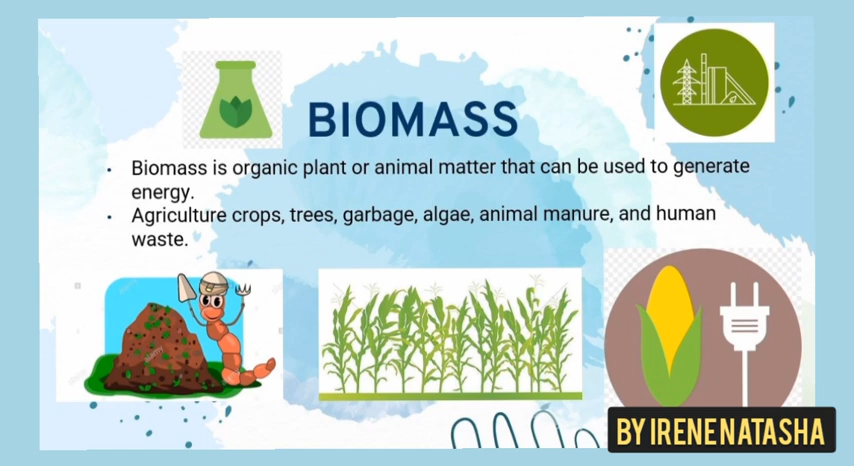 BIOMASS
• Biomass is organic plant or animal matter that can be used to generate
energy.
• Agriculture crops, trees, garbage, algae, animal manure, and human
waste.
BY IRENE NATASHA